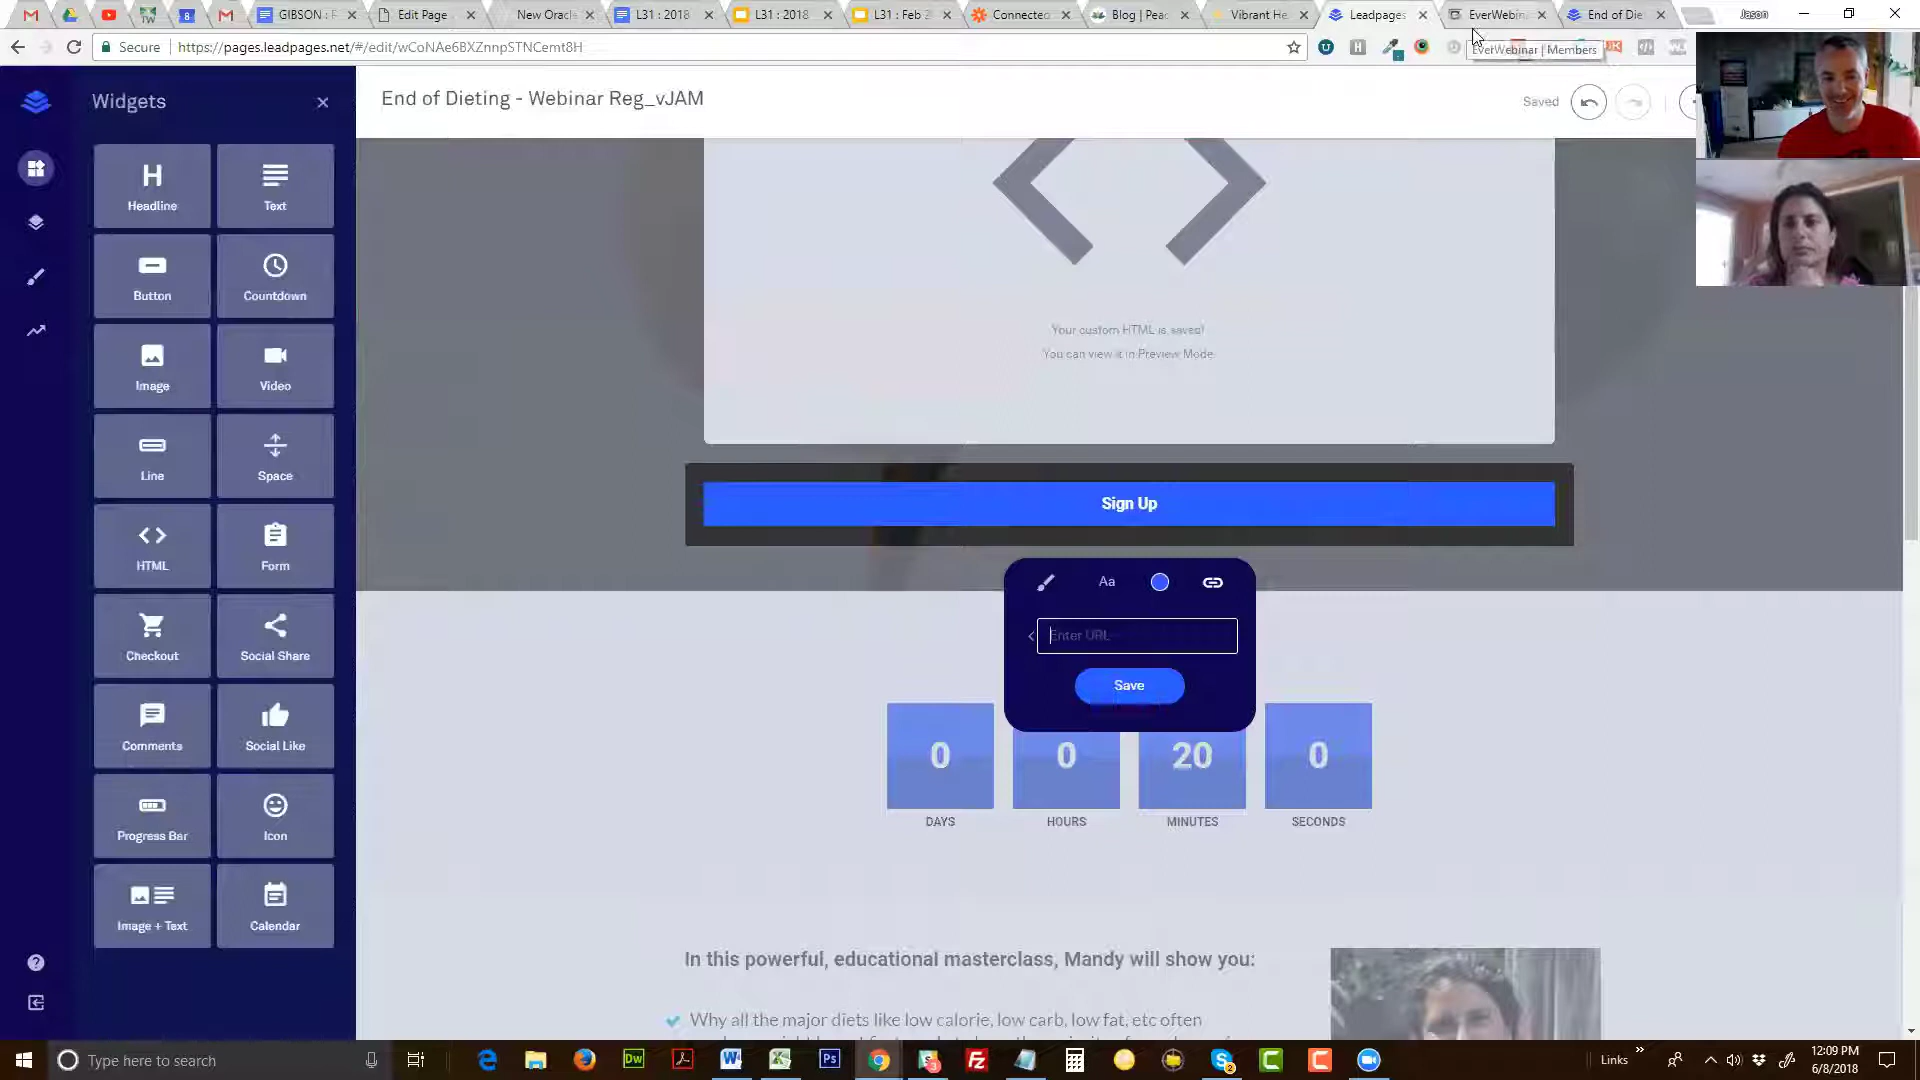 GIBSON : F
Edit Page
New Oracl
L31 : 2018
L31 : 2018
L31 : Feb 2
Connected
Blog | Peac
Vibrant He
Leadpages
EverWebin
End of Die
Jason
Secure
https://pages.leadpages.net/#/edit/wCoNAe6BXZnnpSTNCemt8H
EverWebinar | Members
Widgets
End of Dieting - Webinar Reg_vJAM
Saved
Headline
Text
Button
Countdown
Image
Video
Line
Space
HTML
Form
Checkout
Social Share
Comments
Social Like
Progress Bar
Icon
Image + Text
Calendar
Your custom HTML is saved!
You can view it in Preview Mode.
Sign Up
Aa
Enter URL
Save
0 0 20 0
DAYS HOURS MINUTES SECONDS
In this powerful, educational masterclass, Mandy will show you:
Why all the major diets like low calorie, low carb, low fat, etc often
Type here to search
Links
12:09 PM
6/8/2018